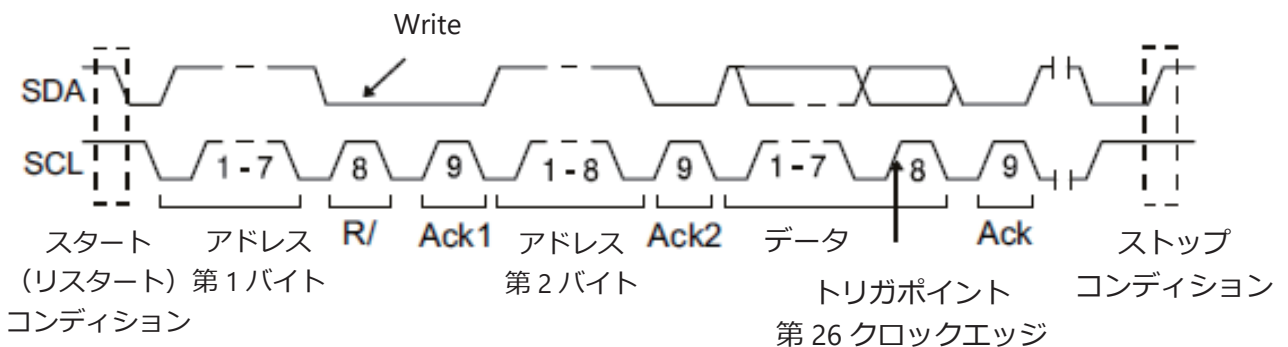 Write
SDA
SCL
1 - 7
8
9
1 - 8
9
1 - 7
8
9
R/
Ack1
Ack2
Ack
スタート
(リスタート)
コンディション
アドレス
第 1 バイト
アドレス
第 2 バイト
データ
トリガポイント
第 26 クロックエッジ
ストップ
コンディション